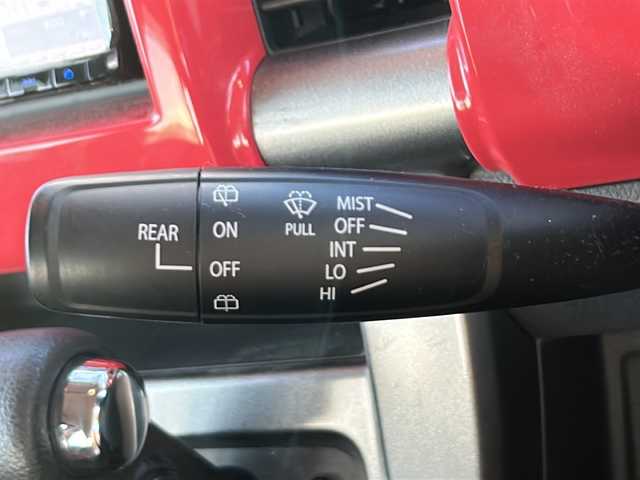 REAR
ON
OFF
PULL
MIST
OFF
INT
LO
HI